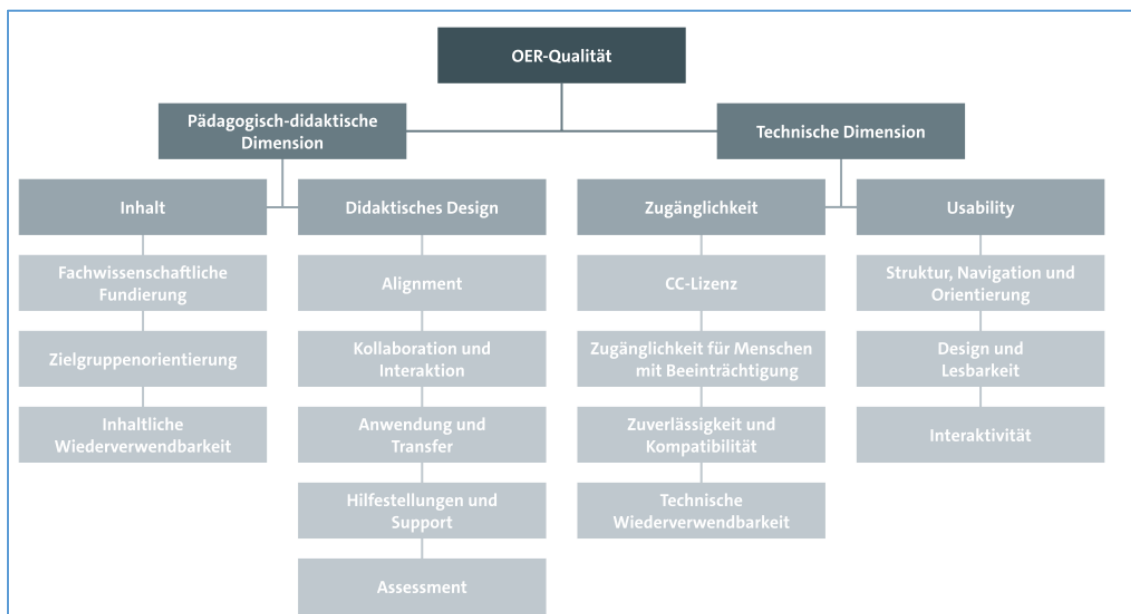 OER-Qualität
Pädagogisch-didaktische
Dimension
Technische Dimension
Inhalt
Didaktisches Design
Zugänglichkeit
Usability
Fachwissenschaftliche
Fundierung
Zielgruppenorientierung
Inhaltliche
Wiederverwendbarkeit
Alignment
Kollaboration und
Interaktion
Anwendung und
Transfer
Hilfestellungen und
Support
Assessment
CC-Lizenz
Zugänglichkeit für Menschen
mit Beeinträchtigung
Zuverlässigkeit und
Kompatibilität
Technische
Wiederverwendbarkeit
Struktur, Navigation und
Orientierung
Design und
Lesbarkeit
Interaktivität